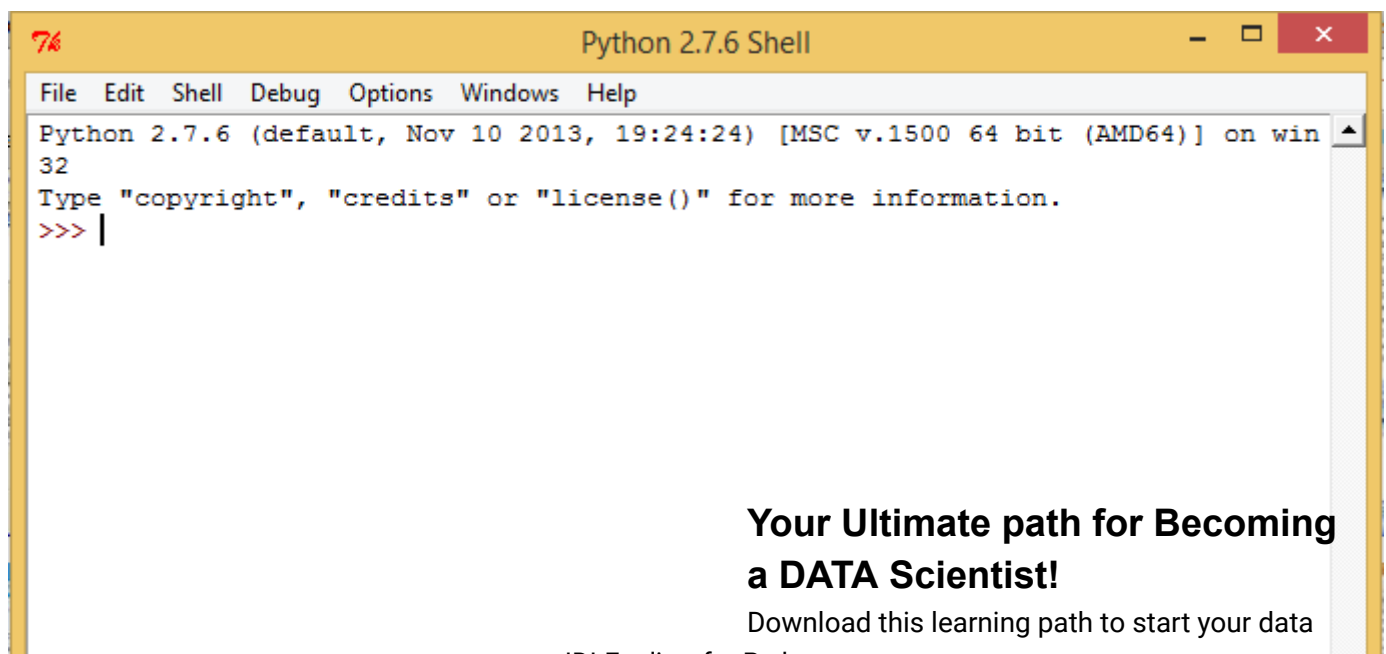 Python 2.7.6 Shell
File Edit Shell Debug Options Windows Help
Python 2.7.6 (default, Nov 10 2013, 19:24:24) [MSC v.1500 64 bit (AMD64)] on win
32
Type "copyright", "credits" or "license()" for more information.
>>>
Your Ultimate path for Becoming
a DATA Scientist!
Download this learning path to start your data